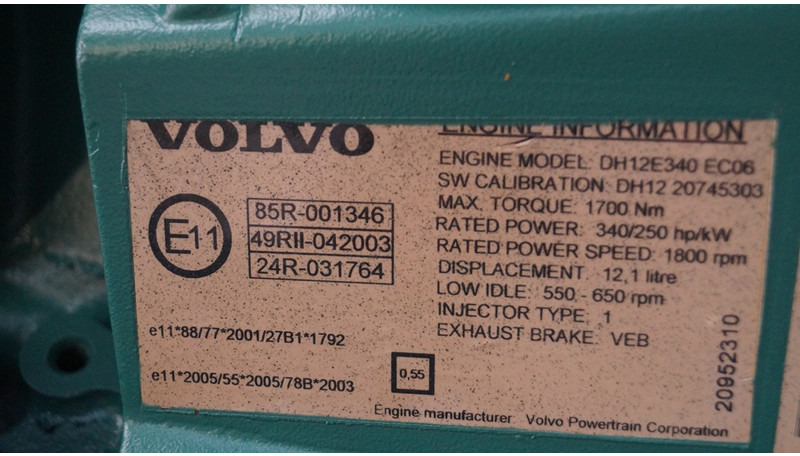 VOLVO
E11
85R-001346
49RII-042003
24R-031764
e11*88/77*2001/27B1*1792
e11*2005/55*2005/78B*2003
0,55
ENGINE INFORMATION
ENGINE MODEL: DH12E340 EC06
SW CALIBRATION: DH12 20745303
MAX. TORQUE: 1700 Nm
RATED POWER: 340/250 hp/kW
RATED POWER SPEED: 1800 rpm
DISPLACEMENT: 12,1 litre
LOW IDLE: 550 - 650 rpm
INJECTOR TYPE: 1
EXHAUST BRAKE: VEB
Engine manufacturer: Volvo Powertrain Corporation
20952310